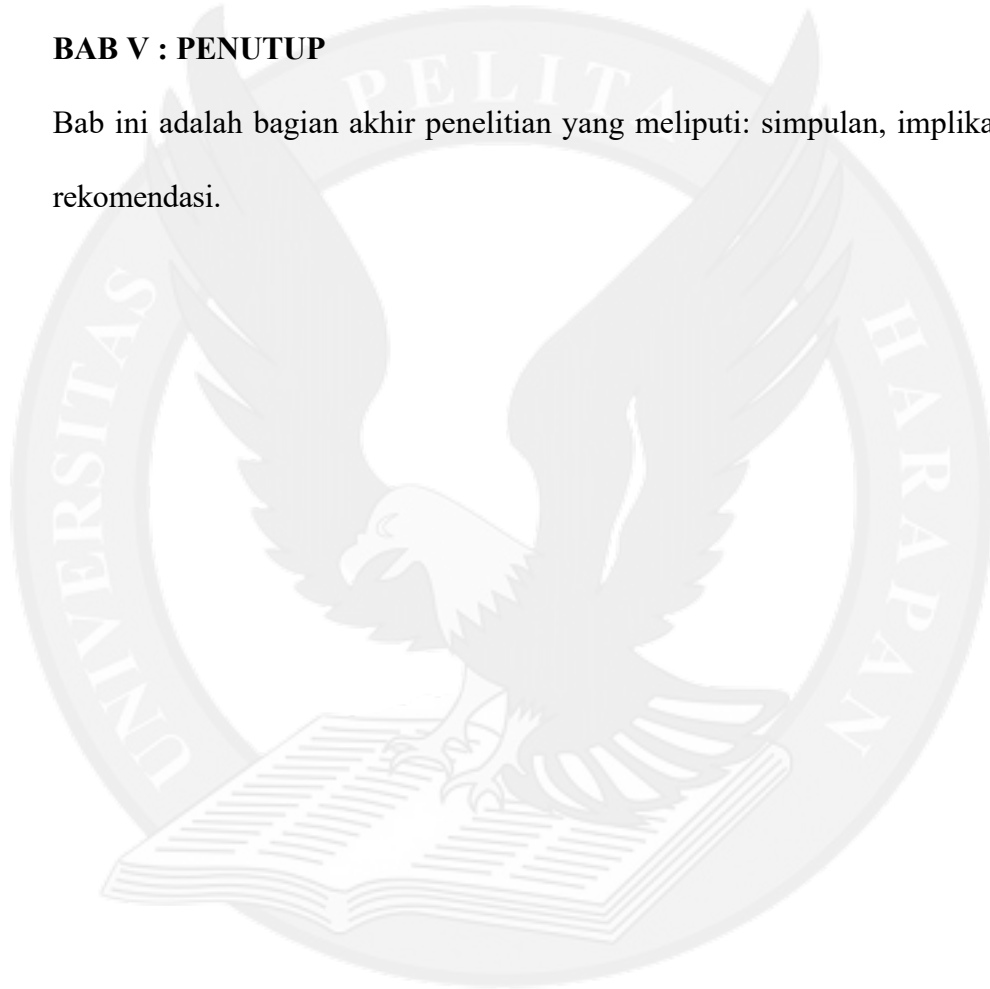 BAB V : PENUTUP
Bab ini adalah bagian akhir penelitian yang meliputi: simpulan, implika
rekomendasi.
UNIVERSITAS PELITA HARAPAN